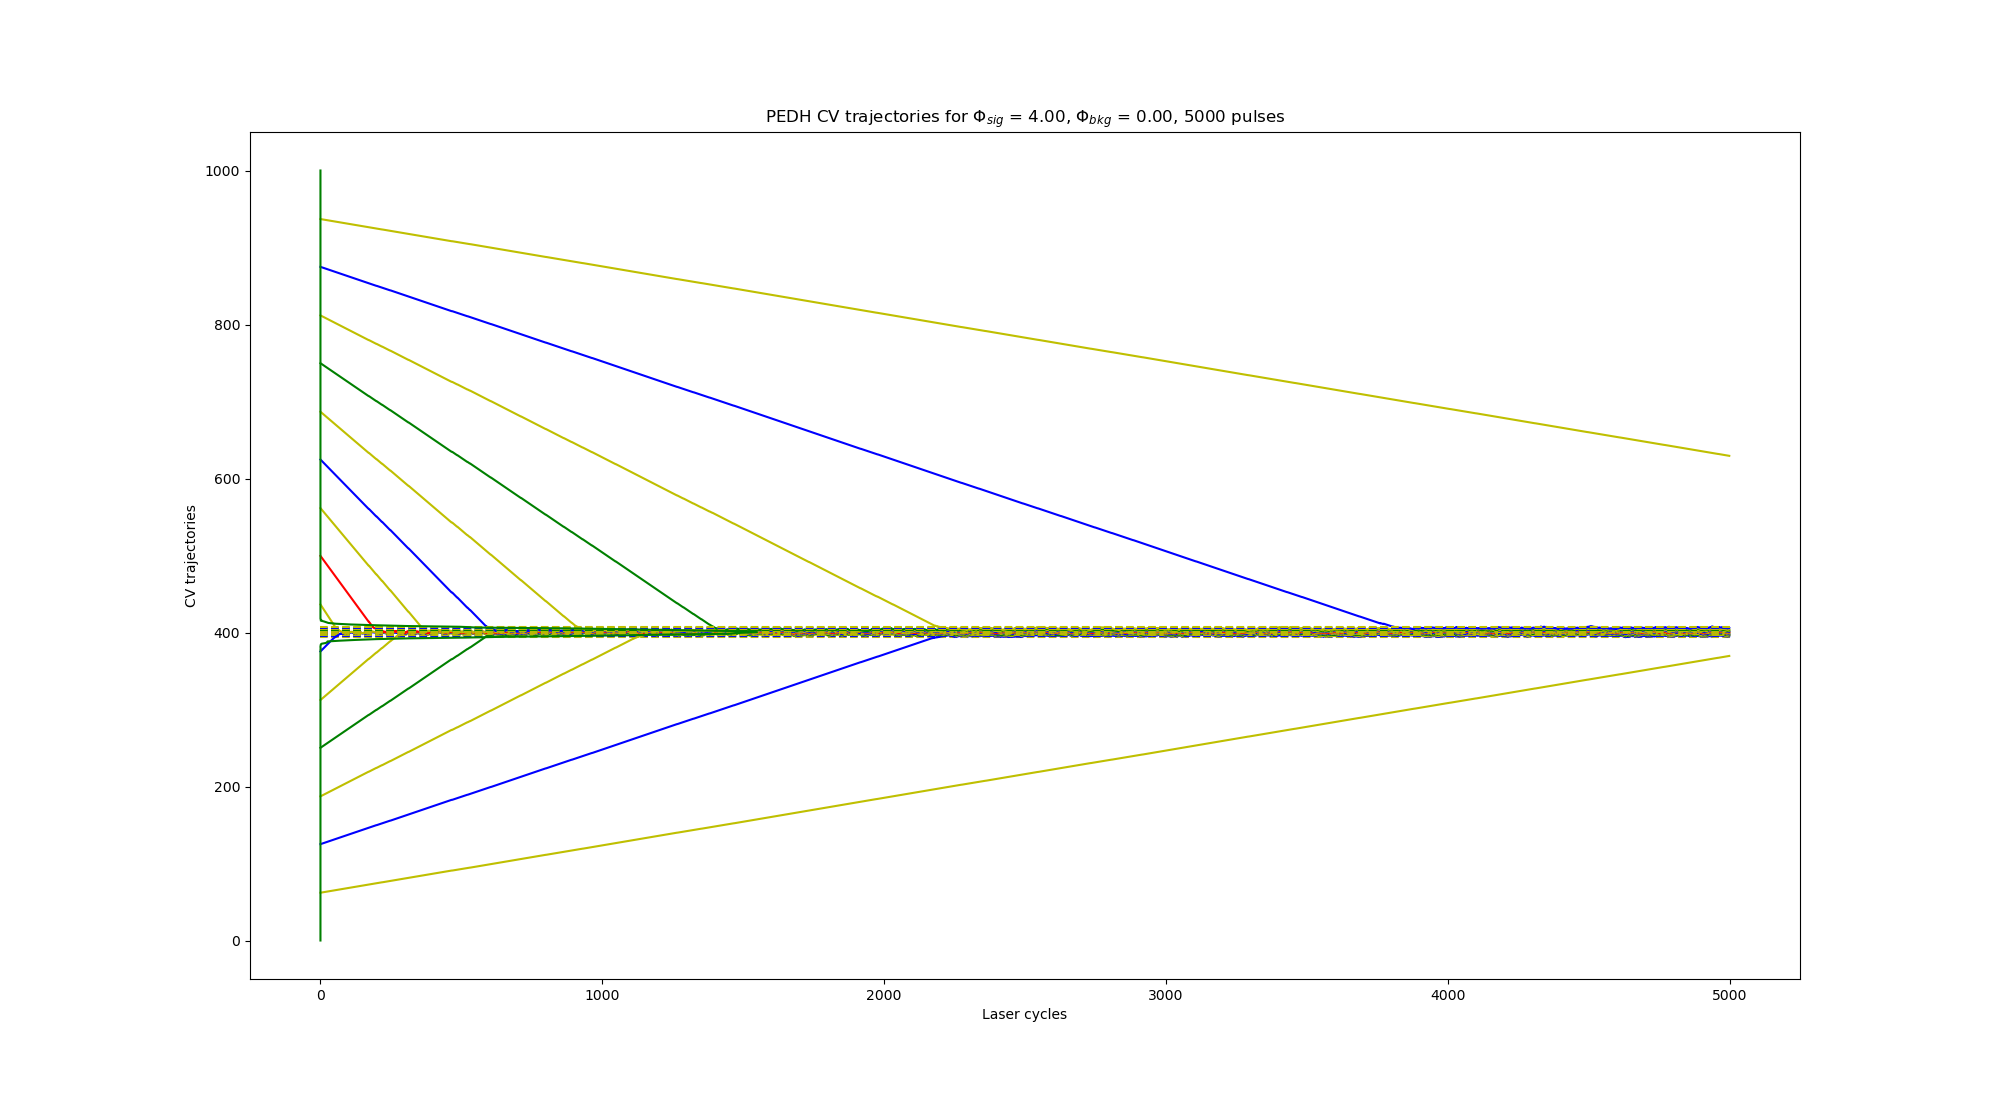 PEDH CV trajectories for Φsig = 4.00, Φbkg = 0.00, 5000 pulses
1000
800
600
400
200
0
CV trajectories
0 1000 2000 3000 4000 5000
Laser cycles